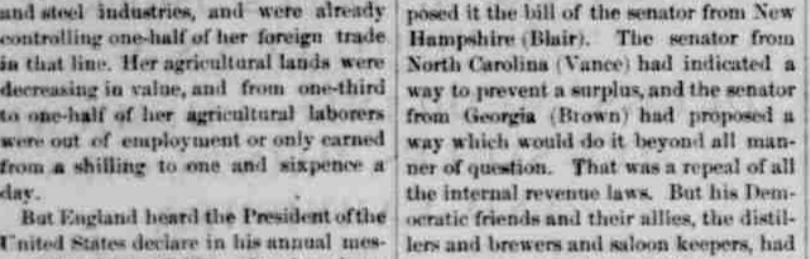 and steel industries, and were already
controlling one-half of her foreign trade
in that line. Her agricultural lands were
decreasing in value, and from one-third
to one-half of her agricultural laborers
were out of employment or only earned
from a shilling to one and sixpence a
day.
But England heard the President of the
United States declare in his annual mes-
posed it the bill of the senator from New
Hampshire (Blair). The senator from
North Carolina (Vance) had indicated a
way to prevent a surplus, and the senator
from Georgia (Brown) had proposed a
way which would do it beyond all man-
ner of question. That was a repeal of all
the internal revenue laws. But his Dem-
ocratic friends and their allies, the distil-
lers and brewers and saloon keepers, had